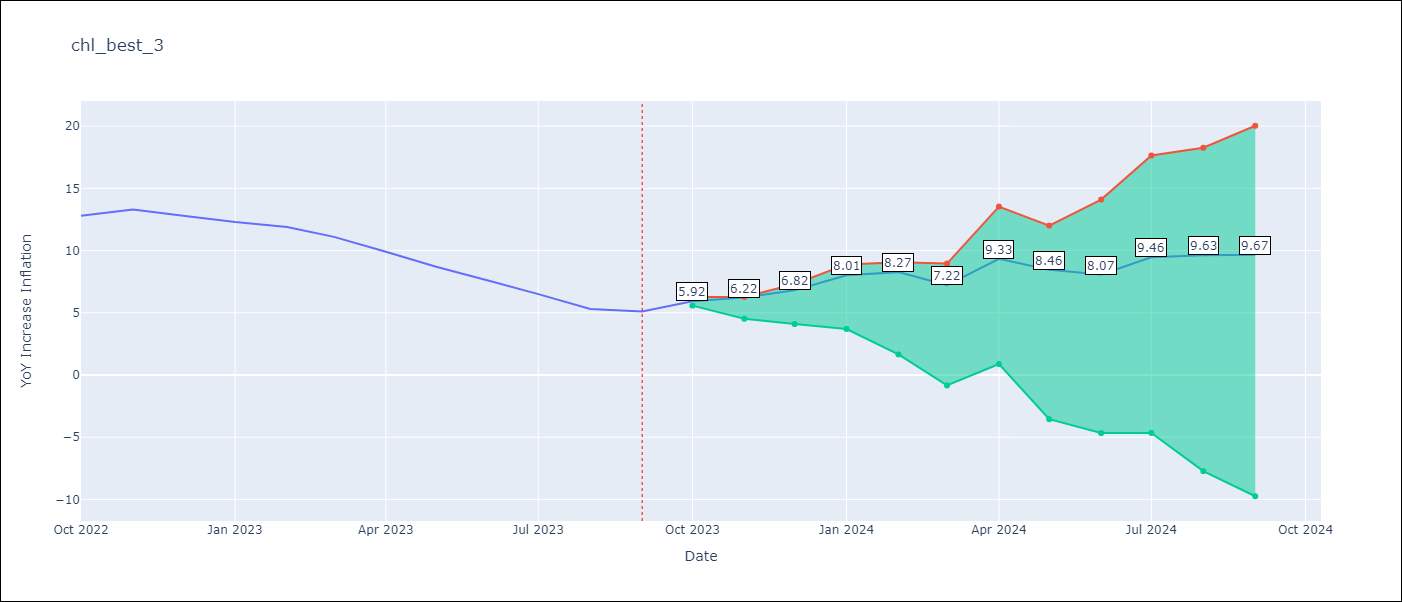 chl_best_3
YoY Increase Inflation
20
15
10
5
0
−5
−10
5.92
6.22
6.82
8.01
8.27
7.22
9.33
8.46
8.07
9.46
9.63
9.67
Oct 2022
Jan 2023
Apr 2023
Jul 2023
Oct 2023
Jan 2024
Apr 2024
Jul 2024
Oct 2024
Date